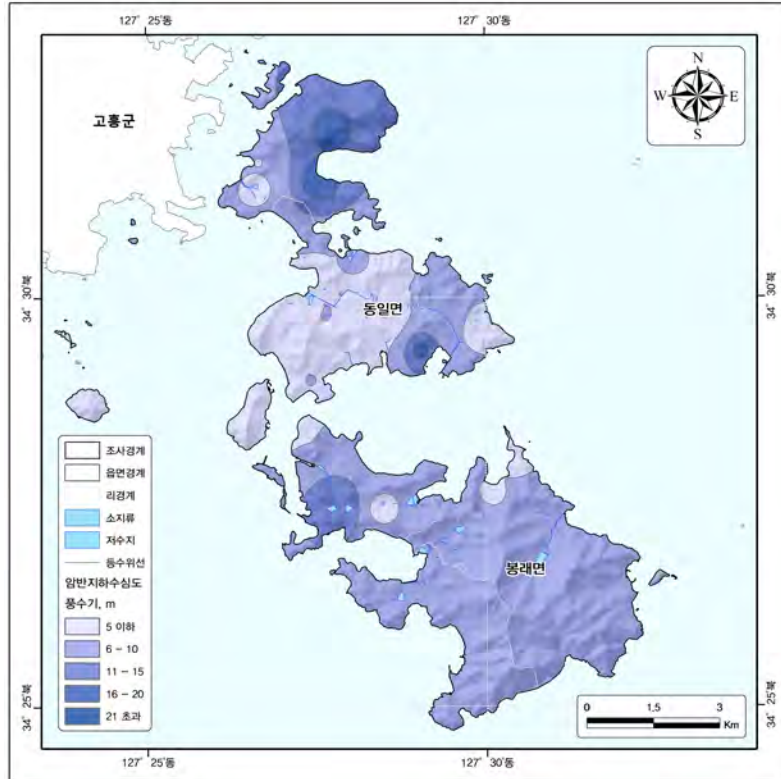 127° 25'동
127° 30'동
N
W
E
S
고흥군
34° 30'북
34° 30'북
동일면
조사경계
읍면경계
리경계
소지류
저수지
등수위선
암반지하수심도
풍수기, m
5 이하
6 - 10
11 - 15
16 - 20
21 초과
봉래면
0 1.5 3
Km
34° 25'북
34° 25'북
127° 25'동
127° 30'동